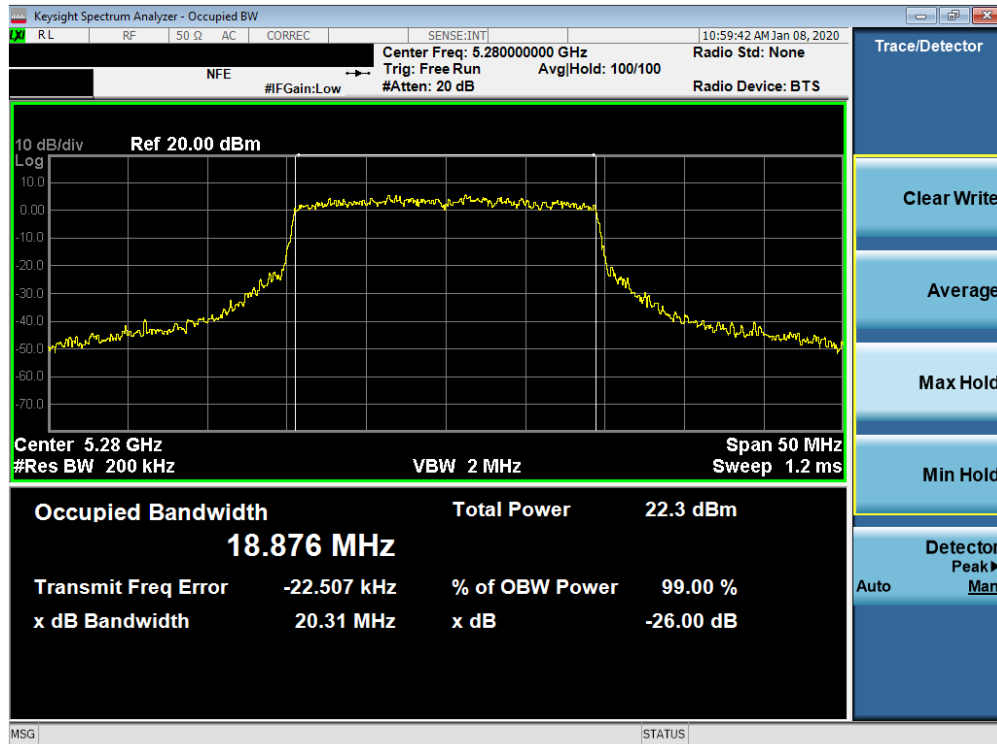 Keysight Spectrum Analyzer - Occupied BW
LXI RL RF 50 Ω AC CORREC SENSE:INT 10:59:42 AM Jan 08, 2020
Center Freq: 5.280000000 GHz Radio Std: None
NFE Trig: Free Run Avg|Hold: 100/100
#IFGain:Low #Atten: 20 dB Radio Device: BTS
Trace/Detector
10 dB/div Ref 20.00 dBm
Log
10.0
0.00
-10.0
-20.0
-30.0
-40.0
-50.0
-60.0
-70.0
Center 5.28 GHz Span 50 MHz
#Res BW 200 kHz VBW 2 MHz Sweep 1.2 ms
Occupied Bandwidth Total Power 22.3 dBm
18.876 MHz
Transmit Freq Error -22.507 kHz % of OBW Power 99.00 %
x dB Bandwidth 20.31 MHz x dB -26.00 dB
Clear Write
Average
Max Hold
Min Hold
Detector
Peak
Auto Man
MSG STATUS